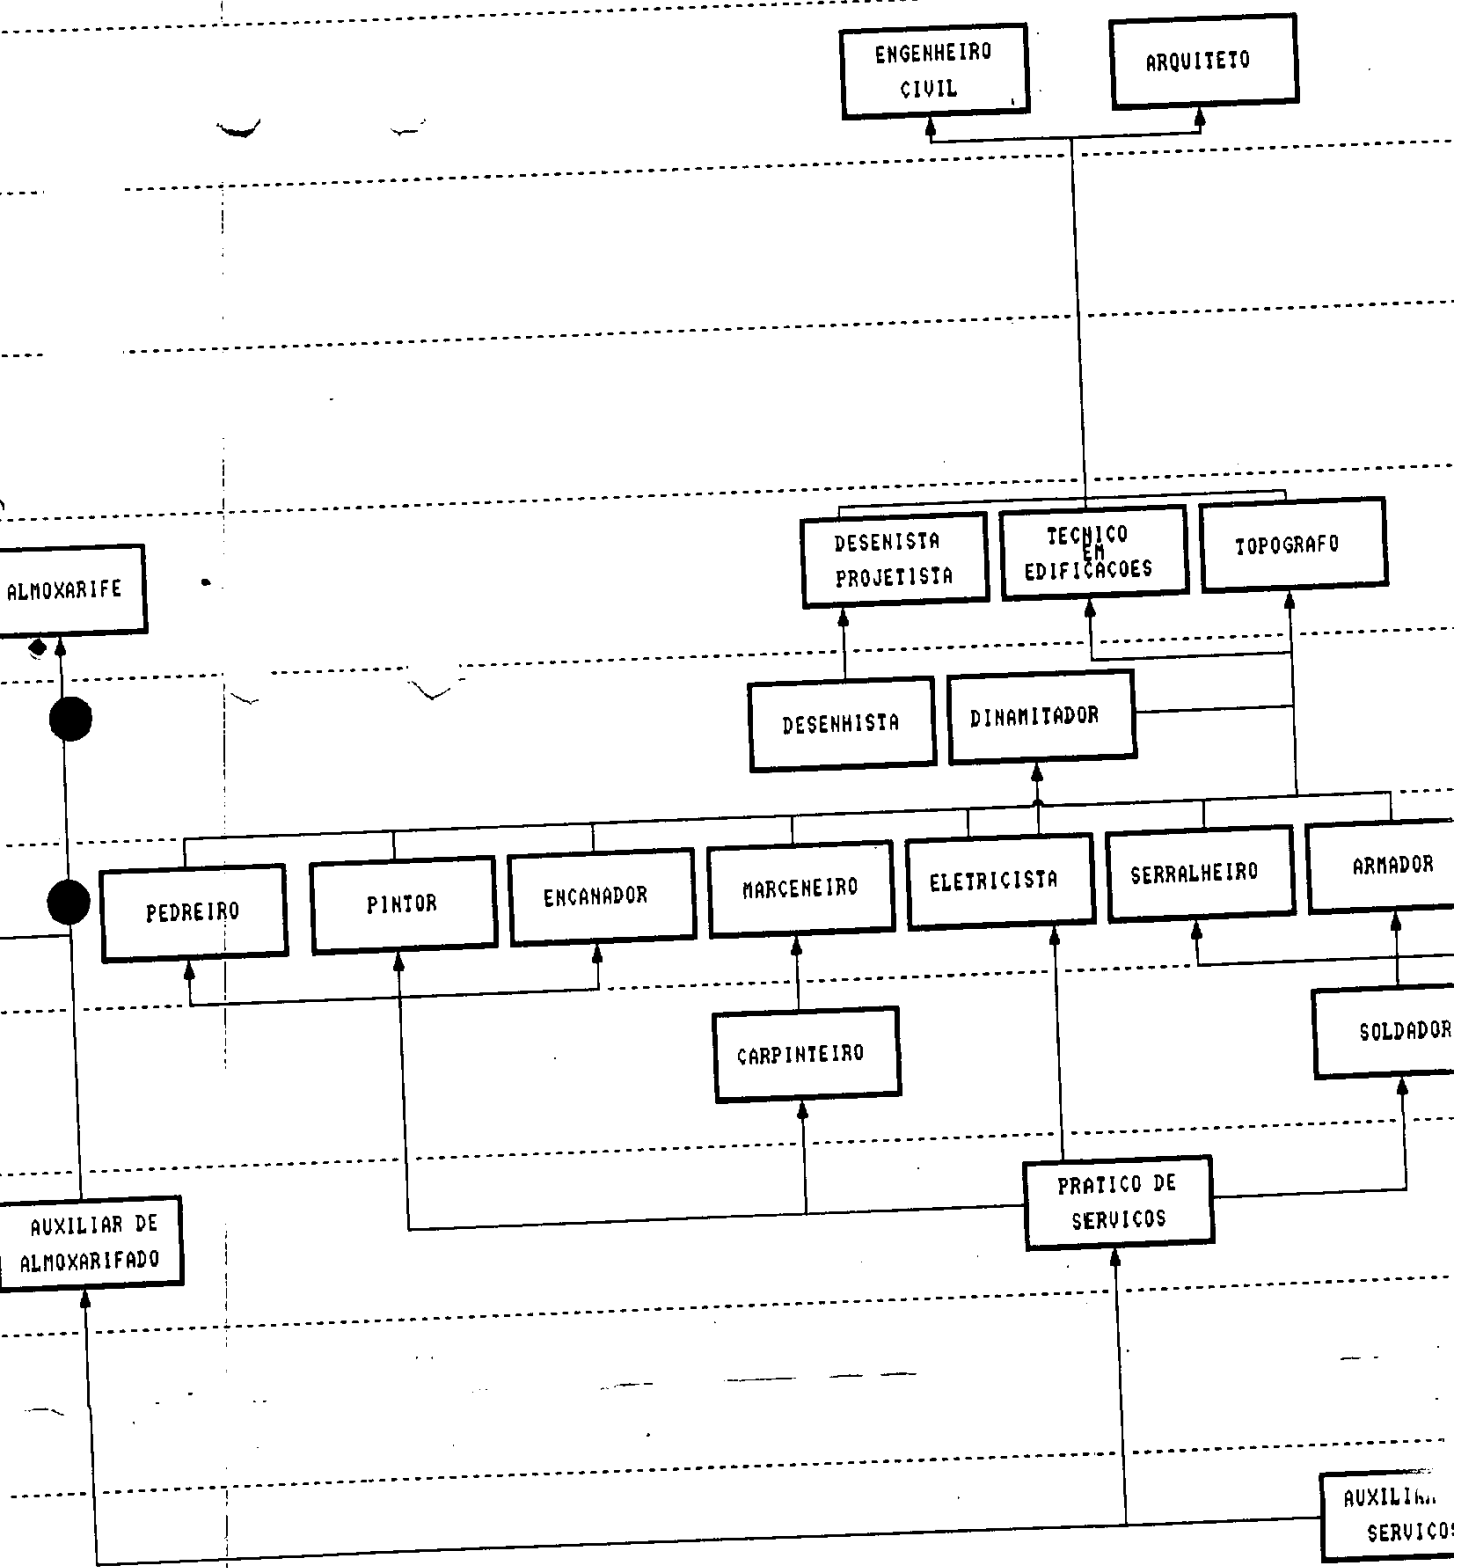 ENGENHEIRO
CIVIL
ARQUITETO
DESENISTA
PROJETISTA
TECNICO
EM
EDIFICACOES
TOPOGRAFO
ALMOXARIFE
DESENHISTA
DINAMITADOR
PEDREIRO
PINTOR
ENCANADOR
MARCENEIRO
ELETRICISTA
SERRALHEIRO
ARMADOR
CARPINTEIRO
SOLDADOR
PRATICO DE
SERVICOS
AUXILIAR DE
ALMOXARIFADO
SERVICOS